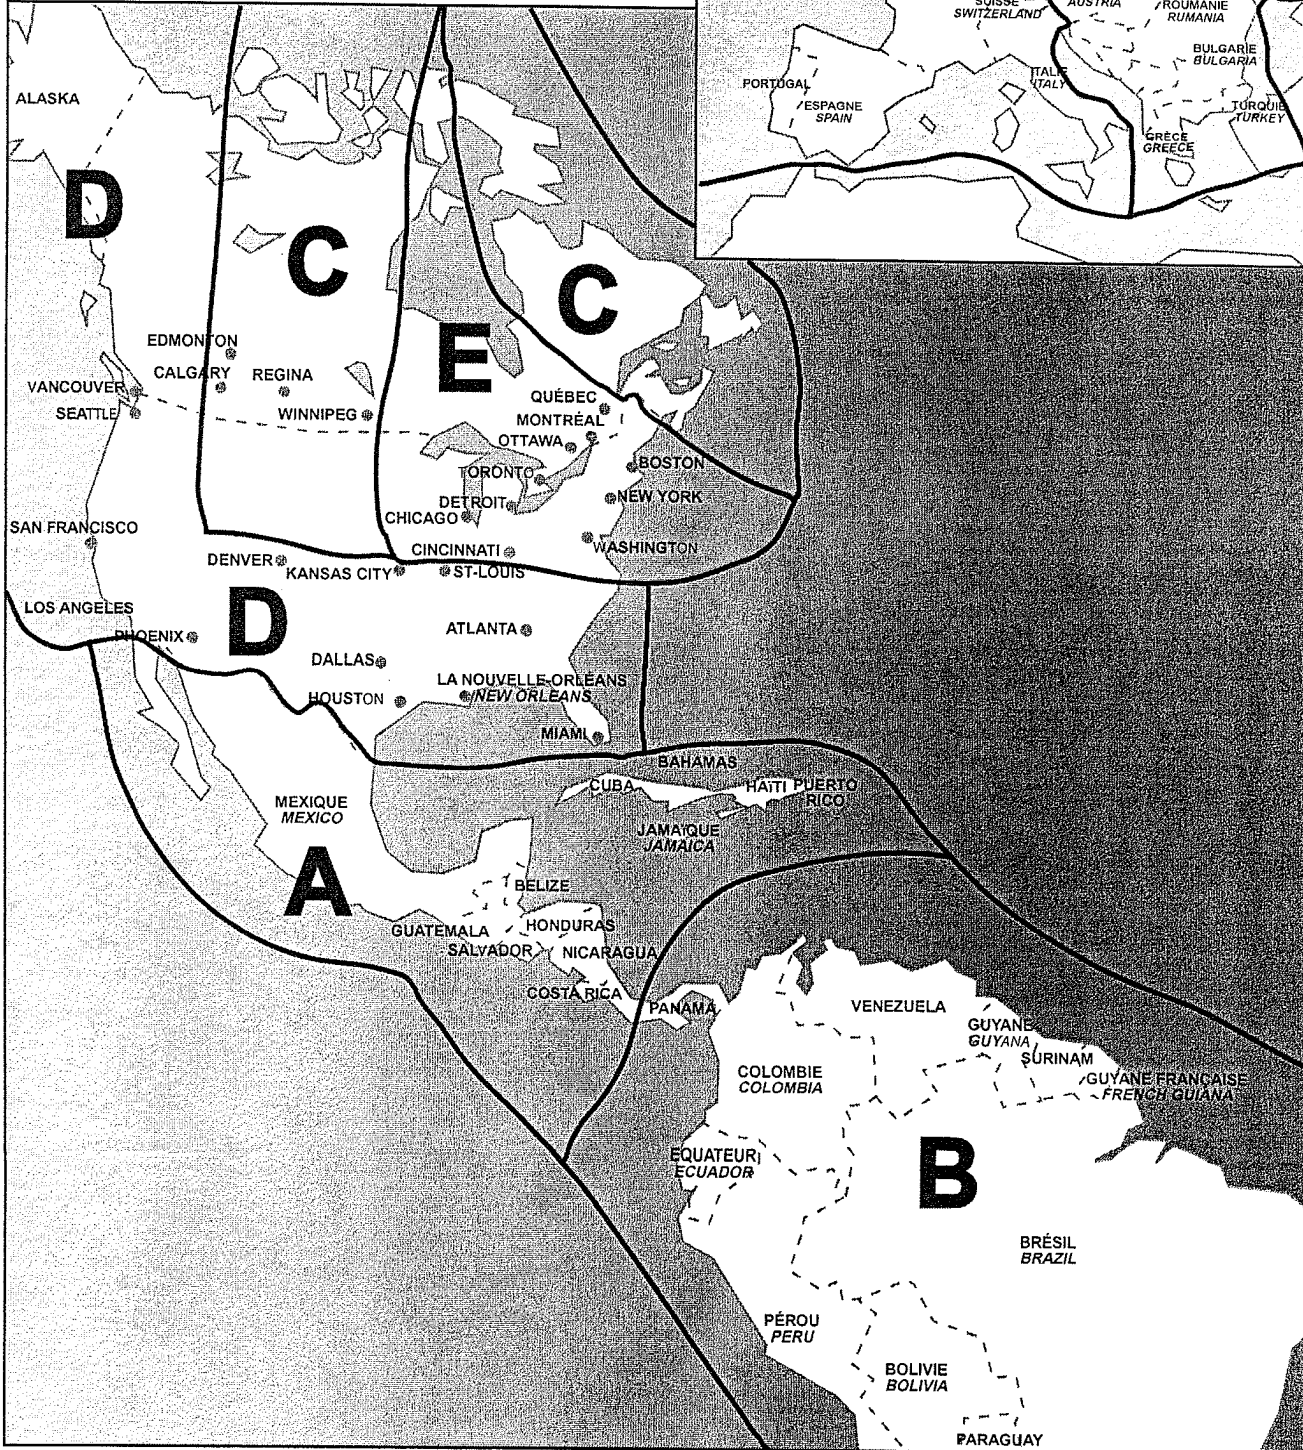 SUISSE
SWITZERLAND
AUSTRIA
ROUMANIE
RUMANIA
BULGARIE
BULGARIA
PORTUGAL
ITALIE
ITALY
ESPAGNE
SPAIN
TURQUIE
TURKEY
GRÈCE
GREECE
ALASKA
D
C
C
E
EDMONTON
CALGARY
REGINA
VANCOUVER
SEATTLE
WINNIPEG
QUÉBEC
MONTRÉAL
OTTAWA
TORONTO
BOSTON
DETROIT
NEW YORK
CHICAGO
SAN FRANCISCO
CINCINNATI
WASHINGTON
DENVER
KANSAS CITY
ST-LOUIS
LOS ANGELES
D
PHOENIX
ATLANTA
DALLAS
LA NOUVELLE-ORLÉANS
/NEW ORLEANS
HOUSTON
MIAMI
BAHAMAS
CUBA
HAÏTI
PUERTO
RICO
MEXIQUE
MEXICO
JAMAÏQUE
JAMAICA
A
BELIZE
GUATEMALA
HONDURAS
SALVADOR
NICARAGUA
COSTA RICA
PANAMA
VENEZUELA
GUYANE
GUYANA
SURINAM
COLOMBIE
COLOMBIA
GUYANE FRANÇAISE
FRENCH GUIANA
EQUATEUR
ECUADOR
B
BRÉSIL
BRAZIL
PÉROU
PERU
BOLIVIE
BOLIVIA
PARAGUAY